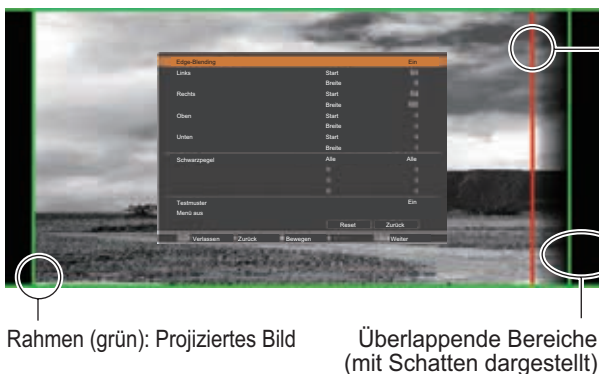 Edge-Blending Ein
Links Start
Breite
Rechts Start
Breite
Oben Start
Breite
Unten Start
Breite
Schwarzpegel Alle Alle
Testmuster Ein
Menü aus
Reset Zurück
Verlassen Zurück Bewegen Weiter
Rahmen (grün): Projiziertes Bild
Überlappende Bereiche
(mit Schatten dargestellt)